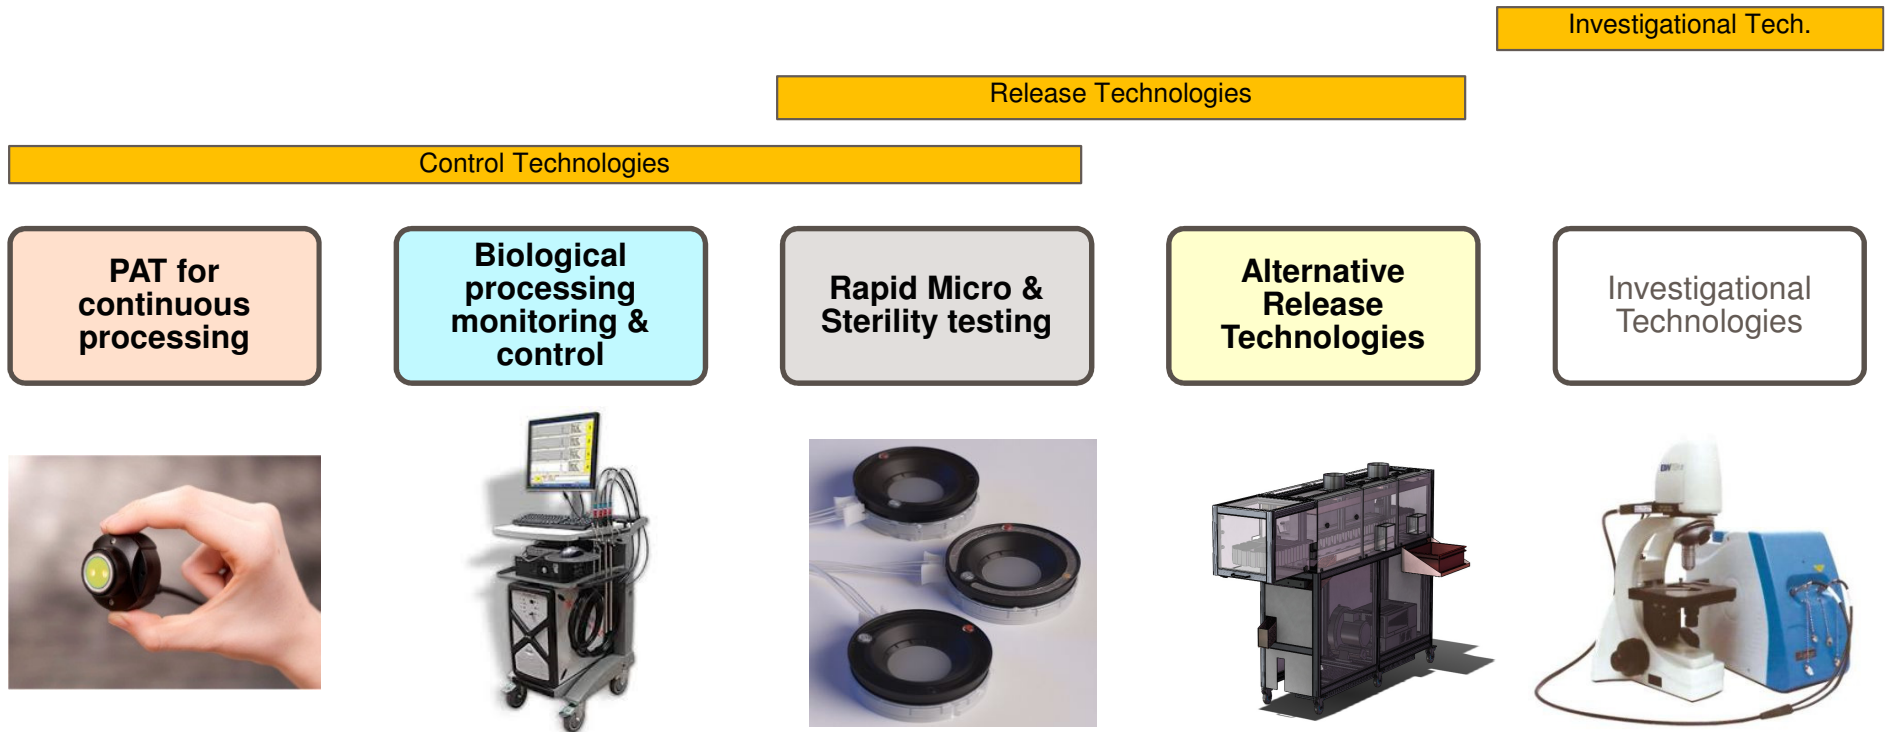 Investigational Tech.
Release Technologies
Control Technologies
PAT for
continuous
processing
Biological
processing
monitoring &
control
Rapid Micro &
Sterility testing
Alternative
Release
Technologies
Investigational
Technologies